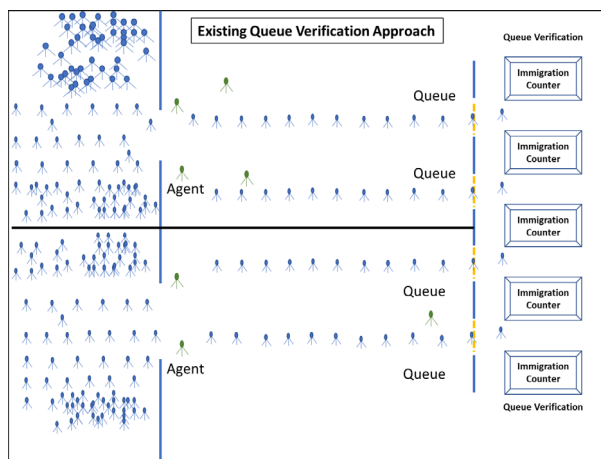 Existing Queue Verification Approach
Queue Verification
Immigration
Counter
Queue
Immigration
Counter
Queue
Agent
Immigration
Counter
Queue
Immigration
Counter
Agent
Queue
Immigration
Counter
Queue Verification